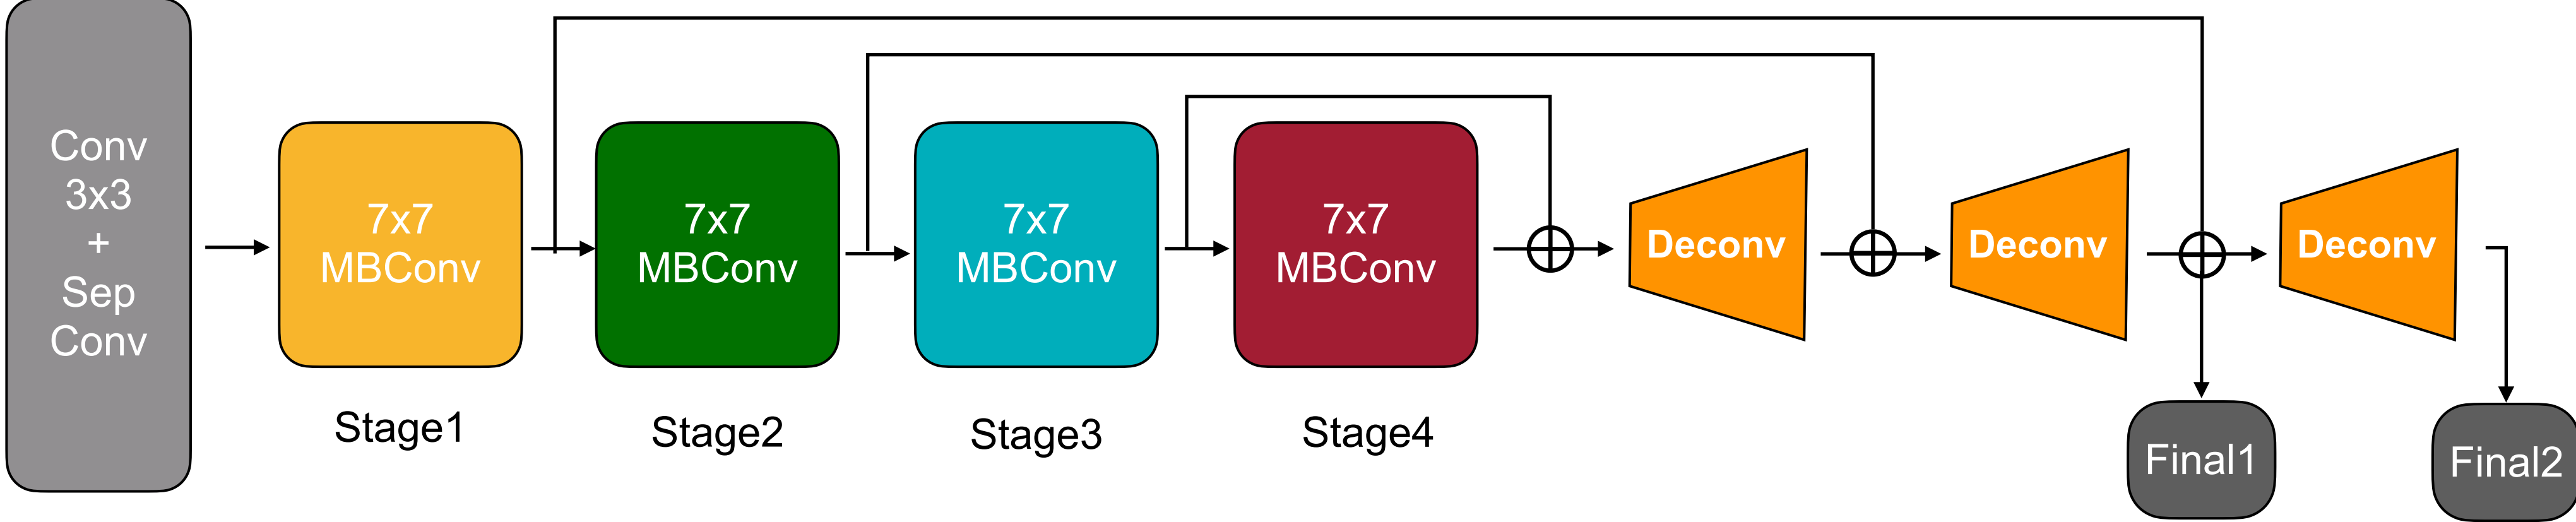 Conv
3x3
+
Sep
Conv
7x7
MBConv
Stage1
7x7
MBConv
Stage2
7x7
MBConv
Stage3
7x7
MBConv
Stage4
Deconv
Deconv
Deconv
Final1
Final2